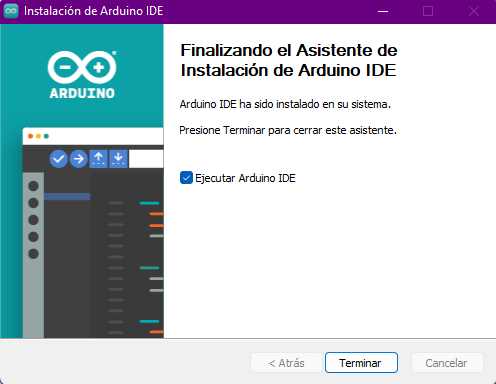 Instalación de Arduino IDE
ARDUINO
Finalizando el Asistente de
Instalación de Arduino IDE
Arduino IDE ha sido instalado en su sistema.
Presione Terminar para cerrar este asistente.
Ejecutar Arduino IDE
< Atrás
Terminar
Cancelar